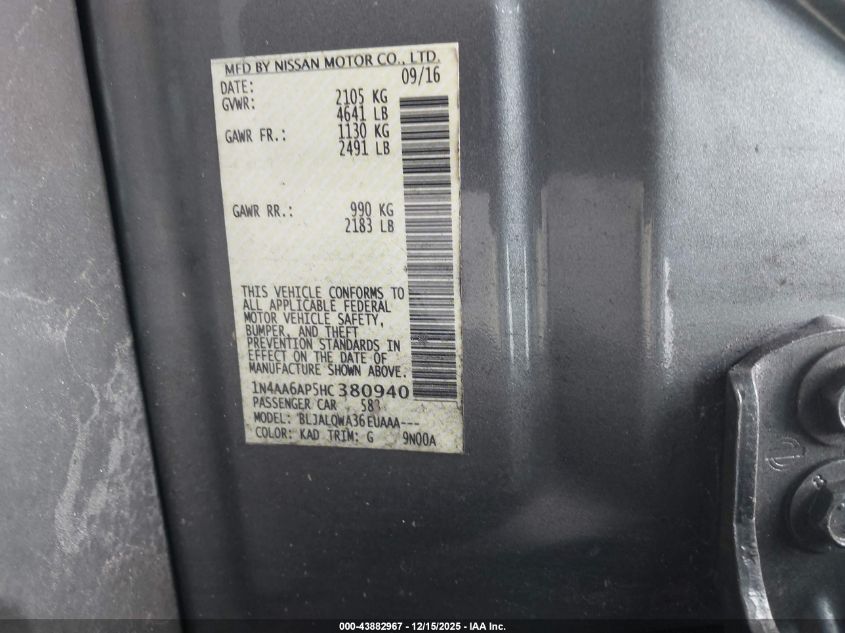 MFD BY NISSAN MOTOR CO., LTD.
DATE: 09/16
GVWR: 2105 KG
4641 LB
GAWR FR.: 1130 KG
2491 LB
GAWR RR.: 990 KG
2183 LB
THIS VEHICLE CONFORMS TO
ALL APPLICABLE FEDERAL
MOTOR VEHICLE SAFETY,
BUMPER, AND THEFT
PREVENTION STANDARDS IN
EFFECT ON THE DATE OF
MANUFACTURE SHOWN ABOVE.
1N4AA6AP5HC380940
PASSENGER CAR 583
MODEL: BLJALQWA36EUAAA---
COLOR: KAD TRIM: G 9N00A
000-43882967 - 12/15/2025 - IAA Inc.